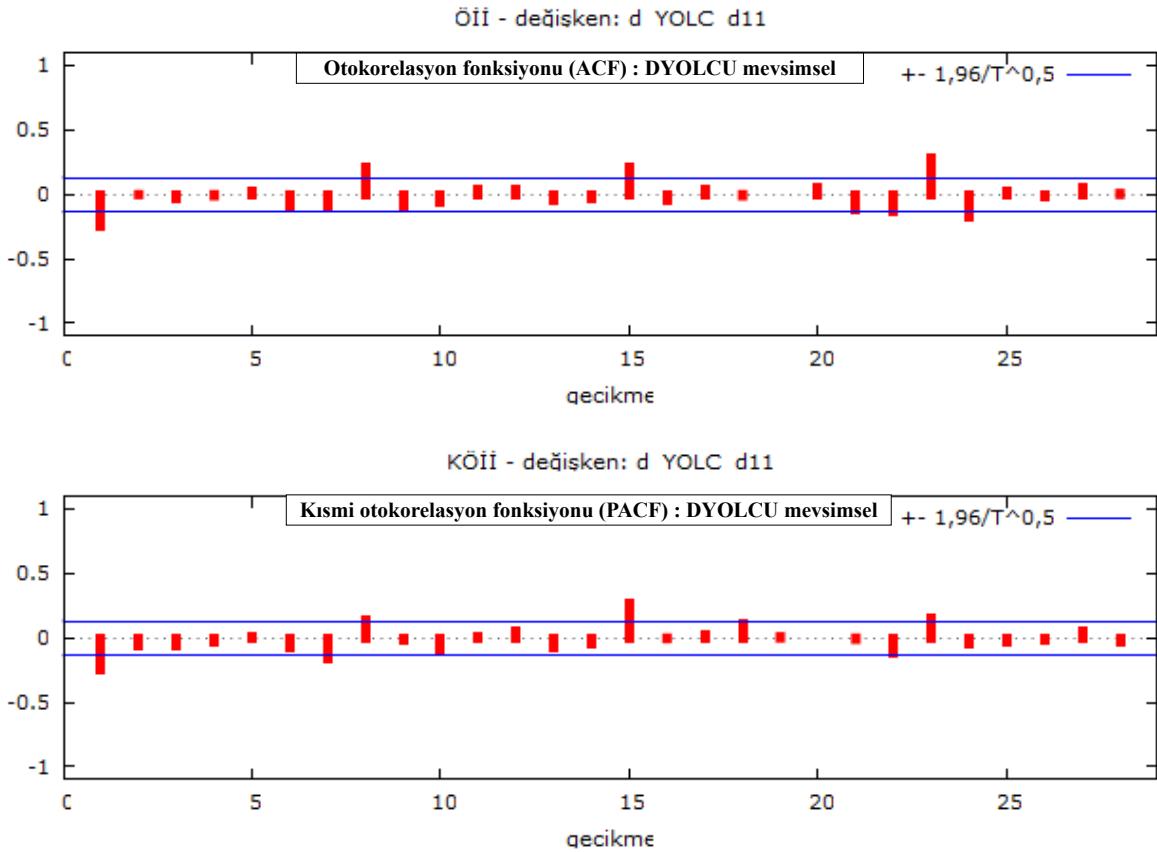 ÖİI - değişken: d_YOLC_d11
Otokorelasyon fonksiyonu (ACF) : DYOLCU mevsimsel
+- 1,96/T^0,5
1
0.5
0
-0.5
-1
0
5
10
15
20
25
gecikme
KÖİI - değişken: d_YOLC_d11
Kısmi otokorelasyon fonksiyonu (PACF) : DYOLCU mevsimsel
+- 1,96/T^0,5
1
0.5
0
-0.5
-1
0
5
10
15
20
25
gecikme